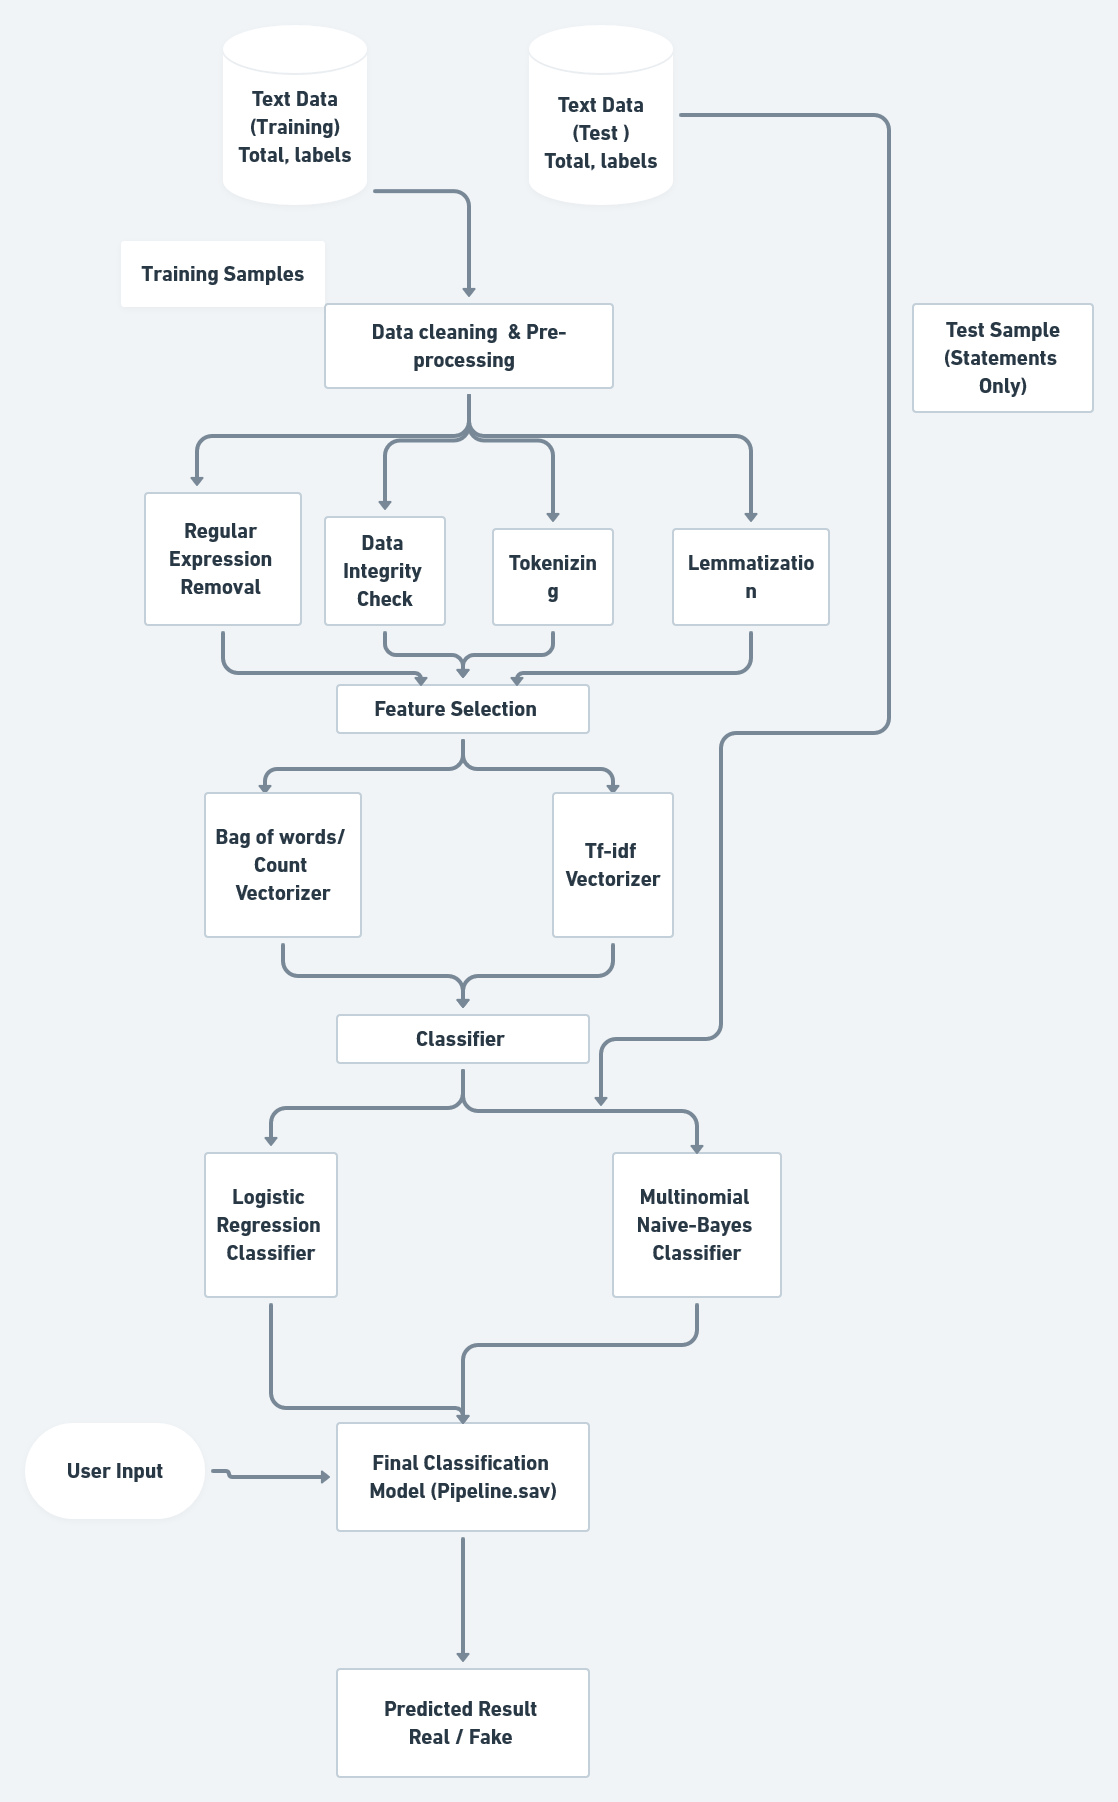 Text Data
(Training)
Total, labels
Text Data
(Test )
Total, labels
Training Samples
Data cleaning  & Pre-
processing
Test Sample
(Statements
Only)
Regular
Expression
Removal
Data
Integrity
Check
Tokenizin
g
Lemmatizatio
n
Feature Selection
Bag of words/
Count
Vectorizer
Tf-idf
Vectorizer
Classifier
Logistic
Regression
Classifier
Multinomial
Naive-Bayes
Classifier
User Input
Final Classification
Model (Pipeline.sav)
Predicted Result
Real / Fake